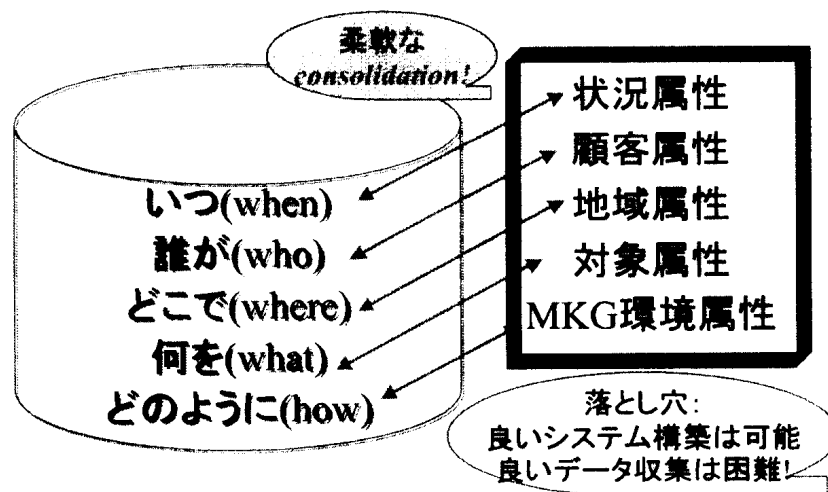 柔軟な
consolidation!
いつ(when)
誰が(who)
どこで(where)
何を(what)
どのように(how)
状況属性
顧客属性
地域属性
対象属性
MKG環境属性
落とし穴:
良いシステム構築は可能
良いデータ収集は困難!